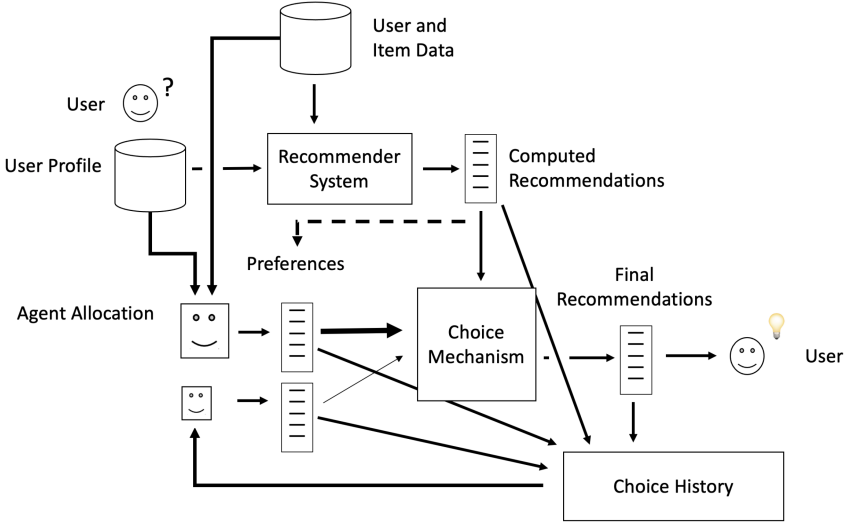 User and
Item Data
?
User
User Profile
Recommender
System
Computed
Recommendations
Preferences
Final
Recommendations
Agent Allocation
Choice
Mechanism
User
Choice History